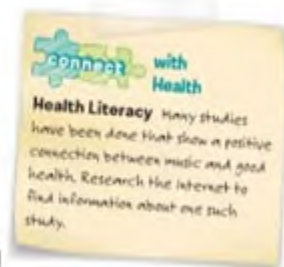 connect with
Health
Health Literacy Many studies
have been done that show a positive
connection between music and good
health. Research the Internet to
find information about one such
study.